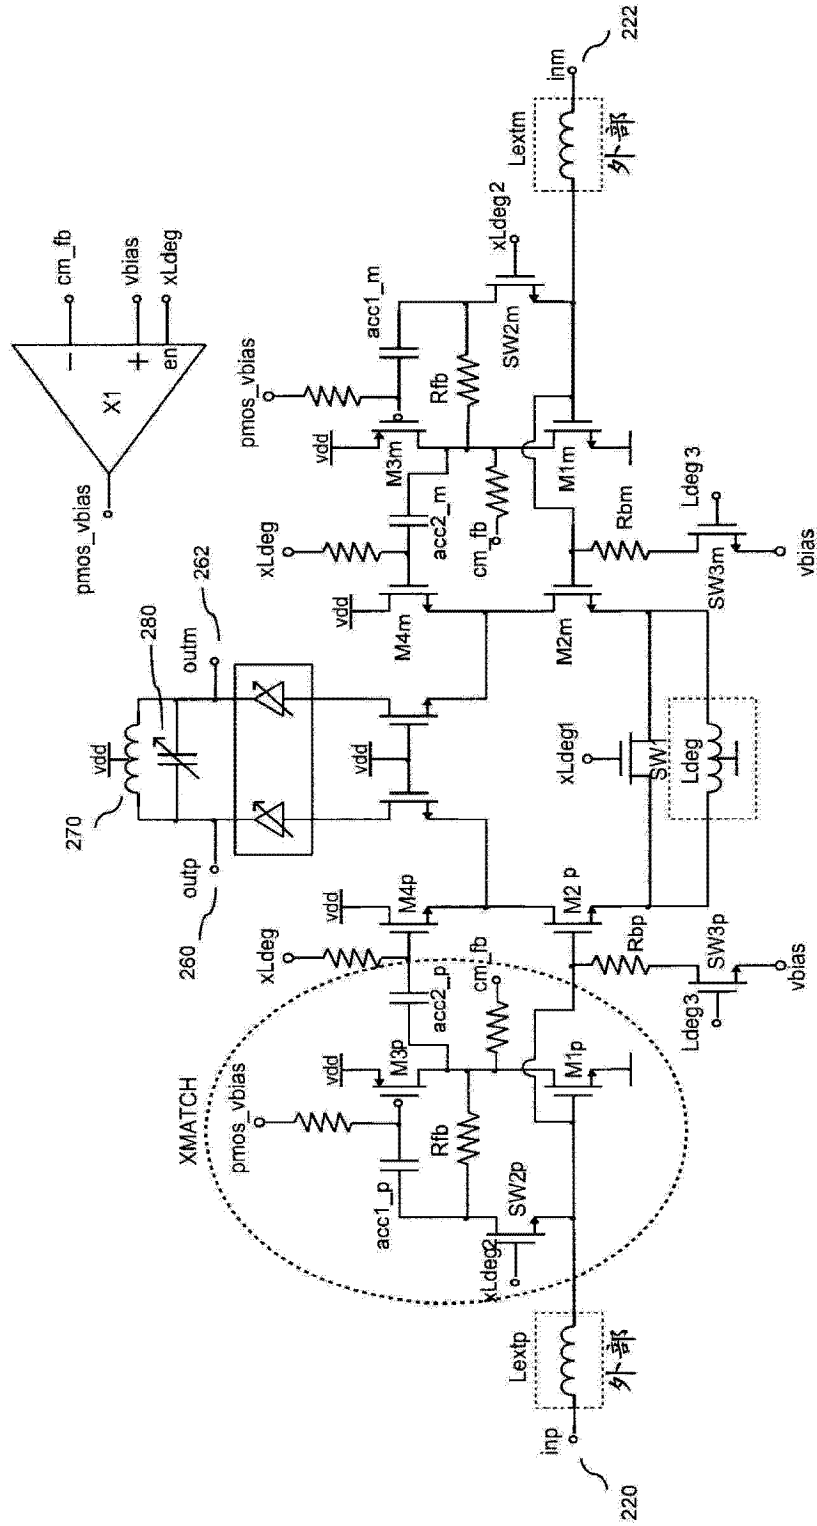 pmos_vbias
X1
−
cm_fb
+
vbias
en
xLdeg
270
vdd
280
outp
260
outm
262
vdd
XMATCH
pmos_vbias
acc1_p
vdd
M3p
Rfb
acc2_p
cm_fb
xLdeg
vdd
M4p
xLdeg
vdd
M4m
acc2_m
cm_fb
pmos_vbias
vdd
M3m
acc1_m
Rfb
xLdeg2
SW2p
M1p
M2 p
M2m
M1m
SW2m
xLdeg2
inp
220
Lextp
外部
Lextm
外部
inm
222
Ldeg3
Rbp
SW3p
vbias
xLdeg1
SW1
Ldeg
Rbm
Ldeg 3
SW3m
vbias